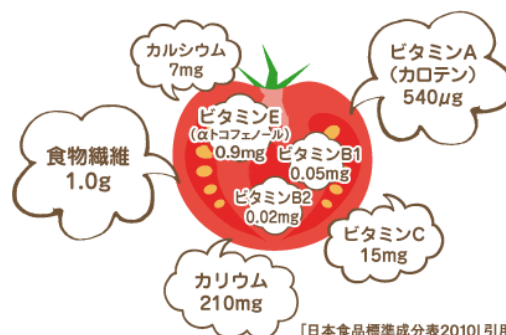 カルシウム
7mg
ビタミンA
(カロテン)
540μg
ビタミンE
(αトコフェノール)
0.9mg
ビタミンB1
0.05mg
食物繊維
1.0g
ビタミンB2
0.02mg
ビタミンC
15mg
カリウム
210mg
「日本食品標準成分表2010」引用